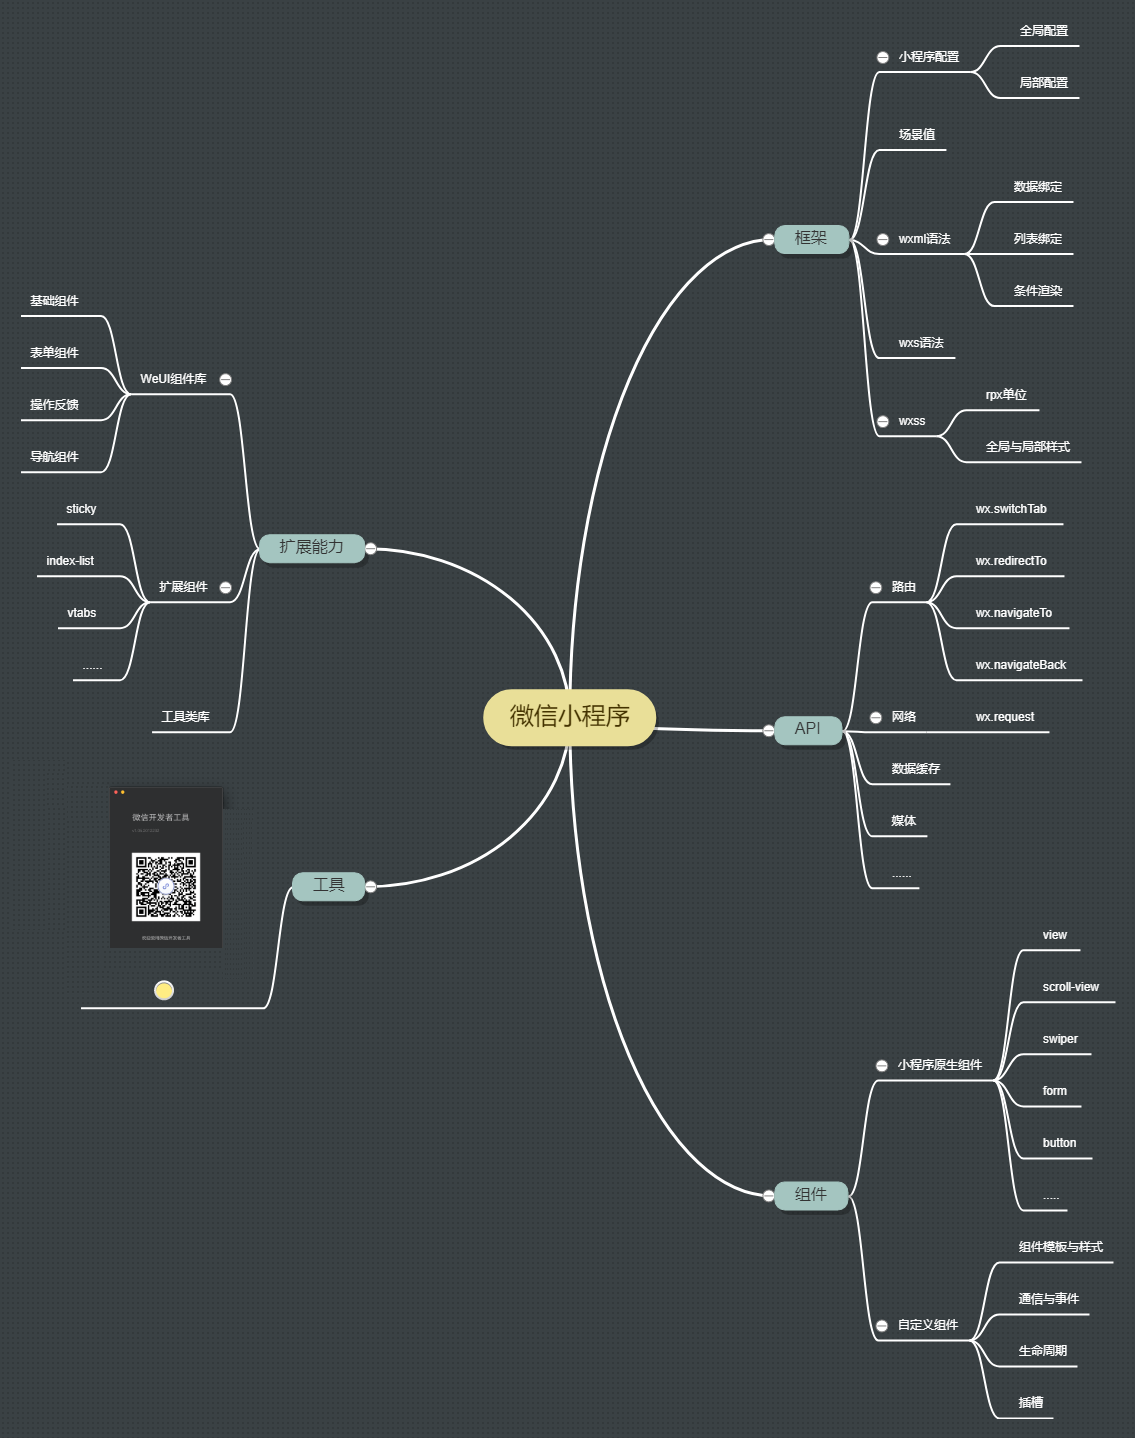 微信小程序
框架
小程序配置
全局配置
局部配置
场景值
wxml语法
数据绑定
列表绑定
条件渲染
wxs语法
wxss
rpx单位
全局与局部样式
API
路由
wx.switchTab
wx.redirectTo
wx.navigateTo
wx.navigateBack
网络
wx.request
数据缓存
媒体
......
组件
小程序原生组件
view
scroll-view
swiper
form
button
.....
自定义组件
组件模板与样式
通信与事件
生命周期
插槽
扩展能力
WeUI组件库
基础组件
表单组件
操作反馈
导航组件
扩展组件
sticky
index-list
vtabs
......
工具类库
工具
微信开发者工具